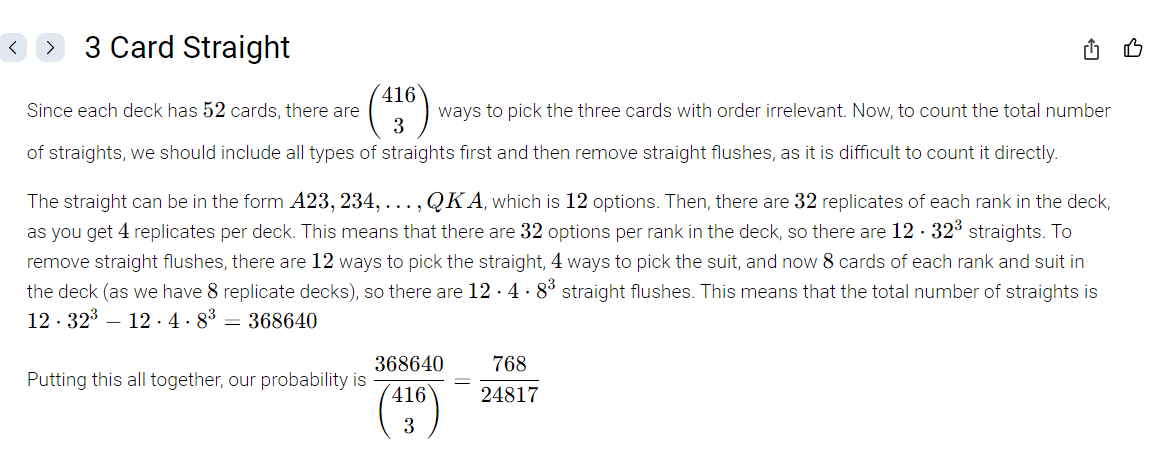 3 Card Straight
Since each deck has 52 cards, there are $\binom{416}{3}$ ways to pick the three cards with order irrelevant. Now, to count the total number
of straights, we should include all types of straights first and then remove straight flushes, as it is difficult to count it directly.
The straight can be in the form $A23, 234, \ldots, QKA$, which is 12 options. Then, there are 32 replicates of each rank in the deck,
as you get 4 replicates per deck. This means that there are 32 options per rank in the deck, so there are $12 \cdot 32^3$ straights. To
remove straight flushes, there are 12 ways to pick the straight, 4 ways to pick the suit, and now 8 cards of each rank and suit in
the deck (as we have 8 replicate decks), so there are $12 \cdot 4 \cdot 8^3$ straight flushes. This means that the total number of straights is
$12 \cdot 32^3 - 12 \cdot 4 \cdot 8^3 = 368640$
Putting this all together, our probability is $\frac{368640}{\binom{416}{3}} = \frac{768}{24817}$